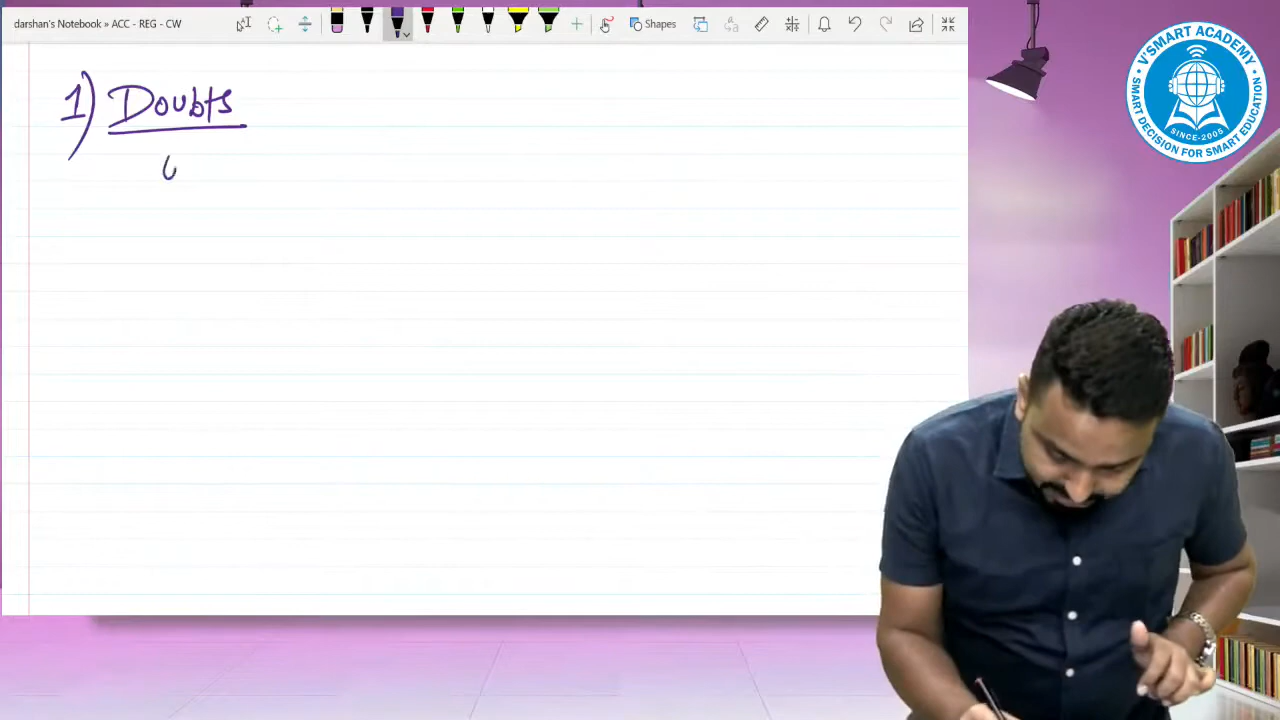 darshan's Notebook » ACC - REG - CW
Shapes
1) Doubts
V'SMART ACADEMY
SINCE-2005
SMART DECISION FOR SMART EDUCATION